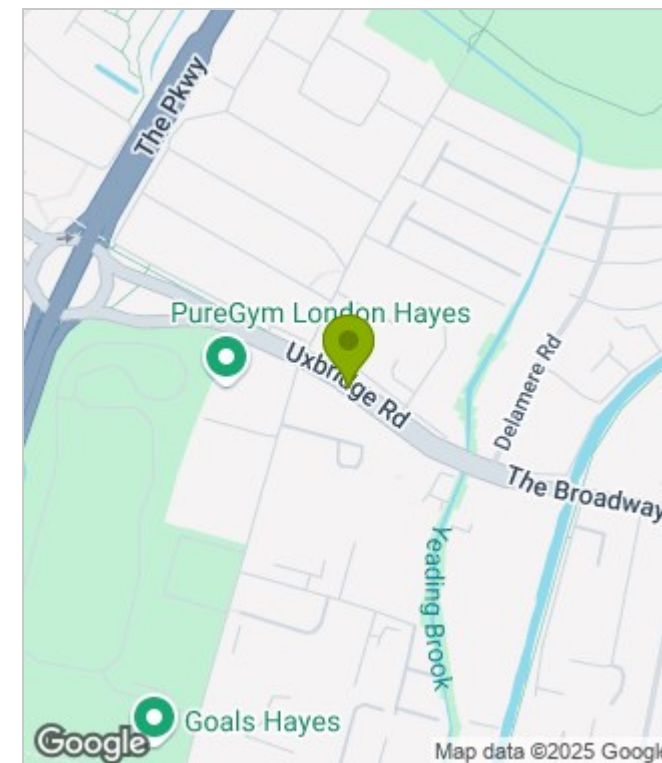 The Pkwy
PureGym London Hayes
Uxbridge Rd
Delamere Rd
The Broadway
Yeading Brook
Goals Hayes
Google
Map data ©2025 Google